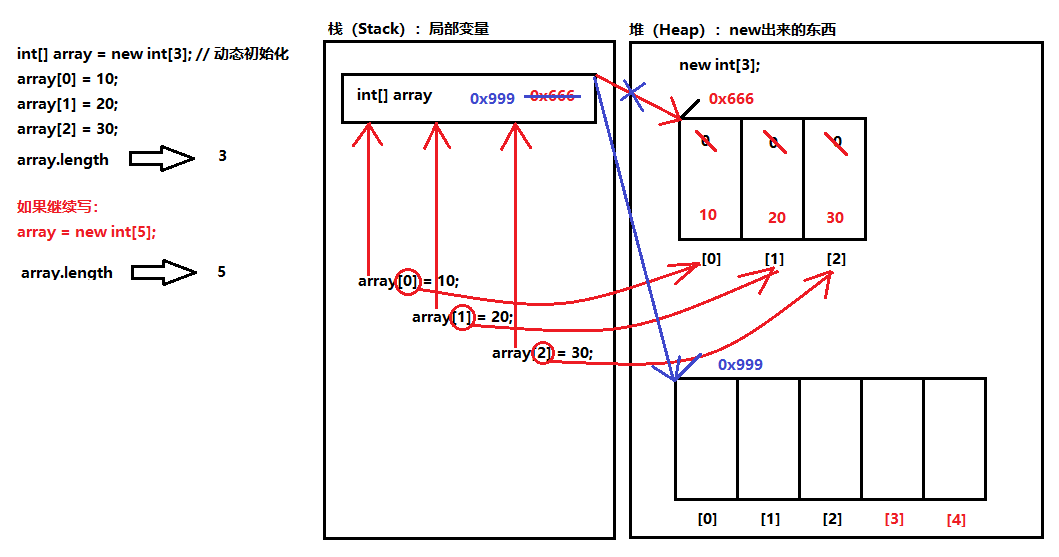 int[] array = new int[3]; // 动态初始化
array[0] = 10;
array[1] = 20;
array[2] = 30;
array.length
3
如果继续写:
array = new int[5];
array.length
5
栈（Stack）: 局部变量
int[] array
0x999
0x666
array[0] = 10;
array[1] = 20;
array[2] = 30;
堆（Heap）: new出来的东西
new int[3];
0x666
0 0 0
10 20 30
[0] [1] [2]
0x999
[0] [1] [2] [3] [4]